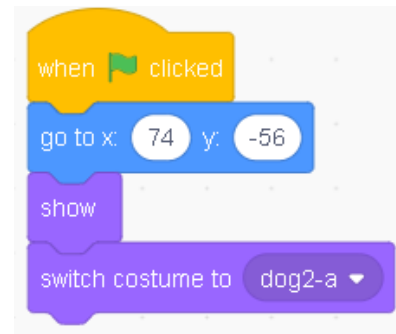 when clicked
go to x: 74 y: -56
show
switch costume to dog2-a